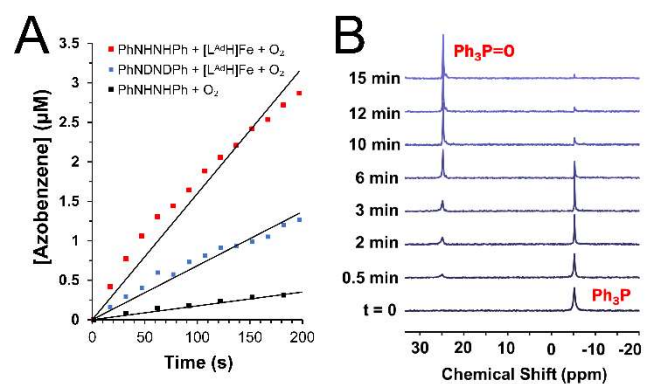 A
[Azobenzene] (µM)
3.5
3
2.5
2
1.5
1
0.5
0
PhNHNHPh + [LᴬᵈH]Fe + O₂
PhNDNDPh + [LᴬᵈH]Fe + O₂
PhNHNHPh + O₂
0
50
100
150
200
Time (s)
B
Ph₃P=O
15 min
12 min
10 min
6 min
3 min
2 min
0.5 min
t = 0
Ph₃P
30
20
10
0
-10
-20
Chemical Shift (ppm)